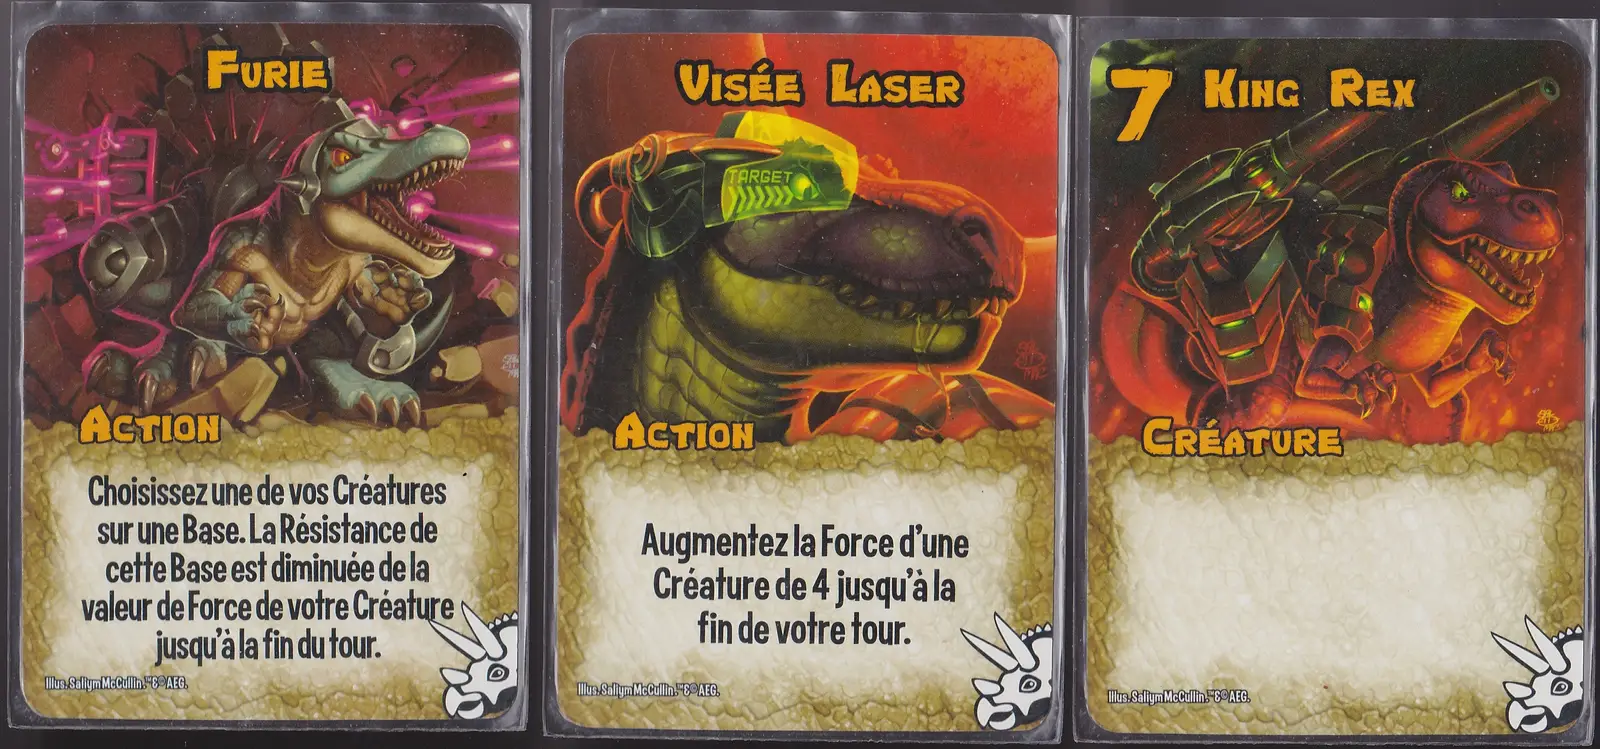 Furie
Action
Choisissez une de vos Créatures
sur une Base. La Résistance de
cette Base est diminuée de la
valeur de Force de votre Créature
jusqu'à la fin du tour.
Illus. Saliym McCullin.™&©AEG.
Visée Laser
TARGET
Action
Augmentez la Force d'une
Créature de 4 jusqu'à la
fin de votre tour.
Illus. Saliym McCullin.™&©AEG.
7 King Rex
Créature
Illus. Saliym McCullin.™&©AEG.